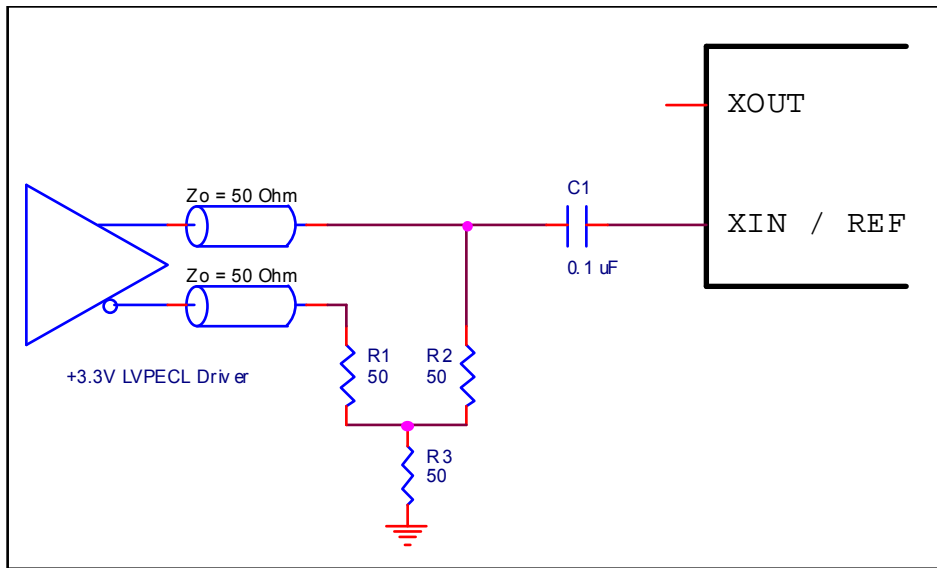 XOUT
Zo = 50 Ohm
C1
XIN / REF
0.1 uF
Zo = 50 Ohm
R1
50
R2
50
+3.3V LVPECL Driver
R3
50